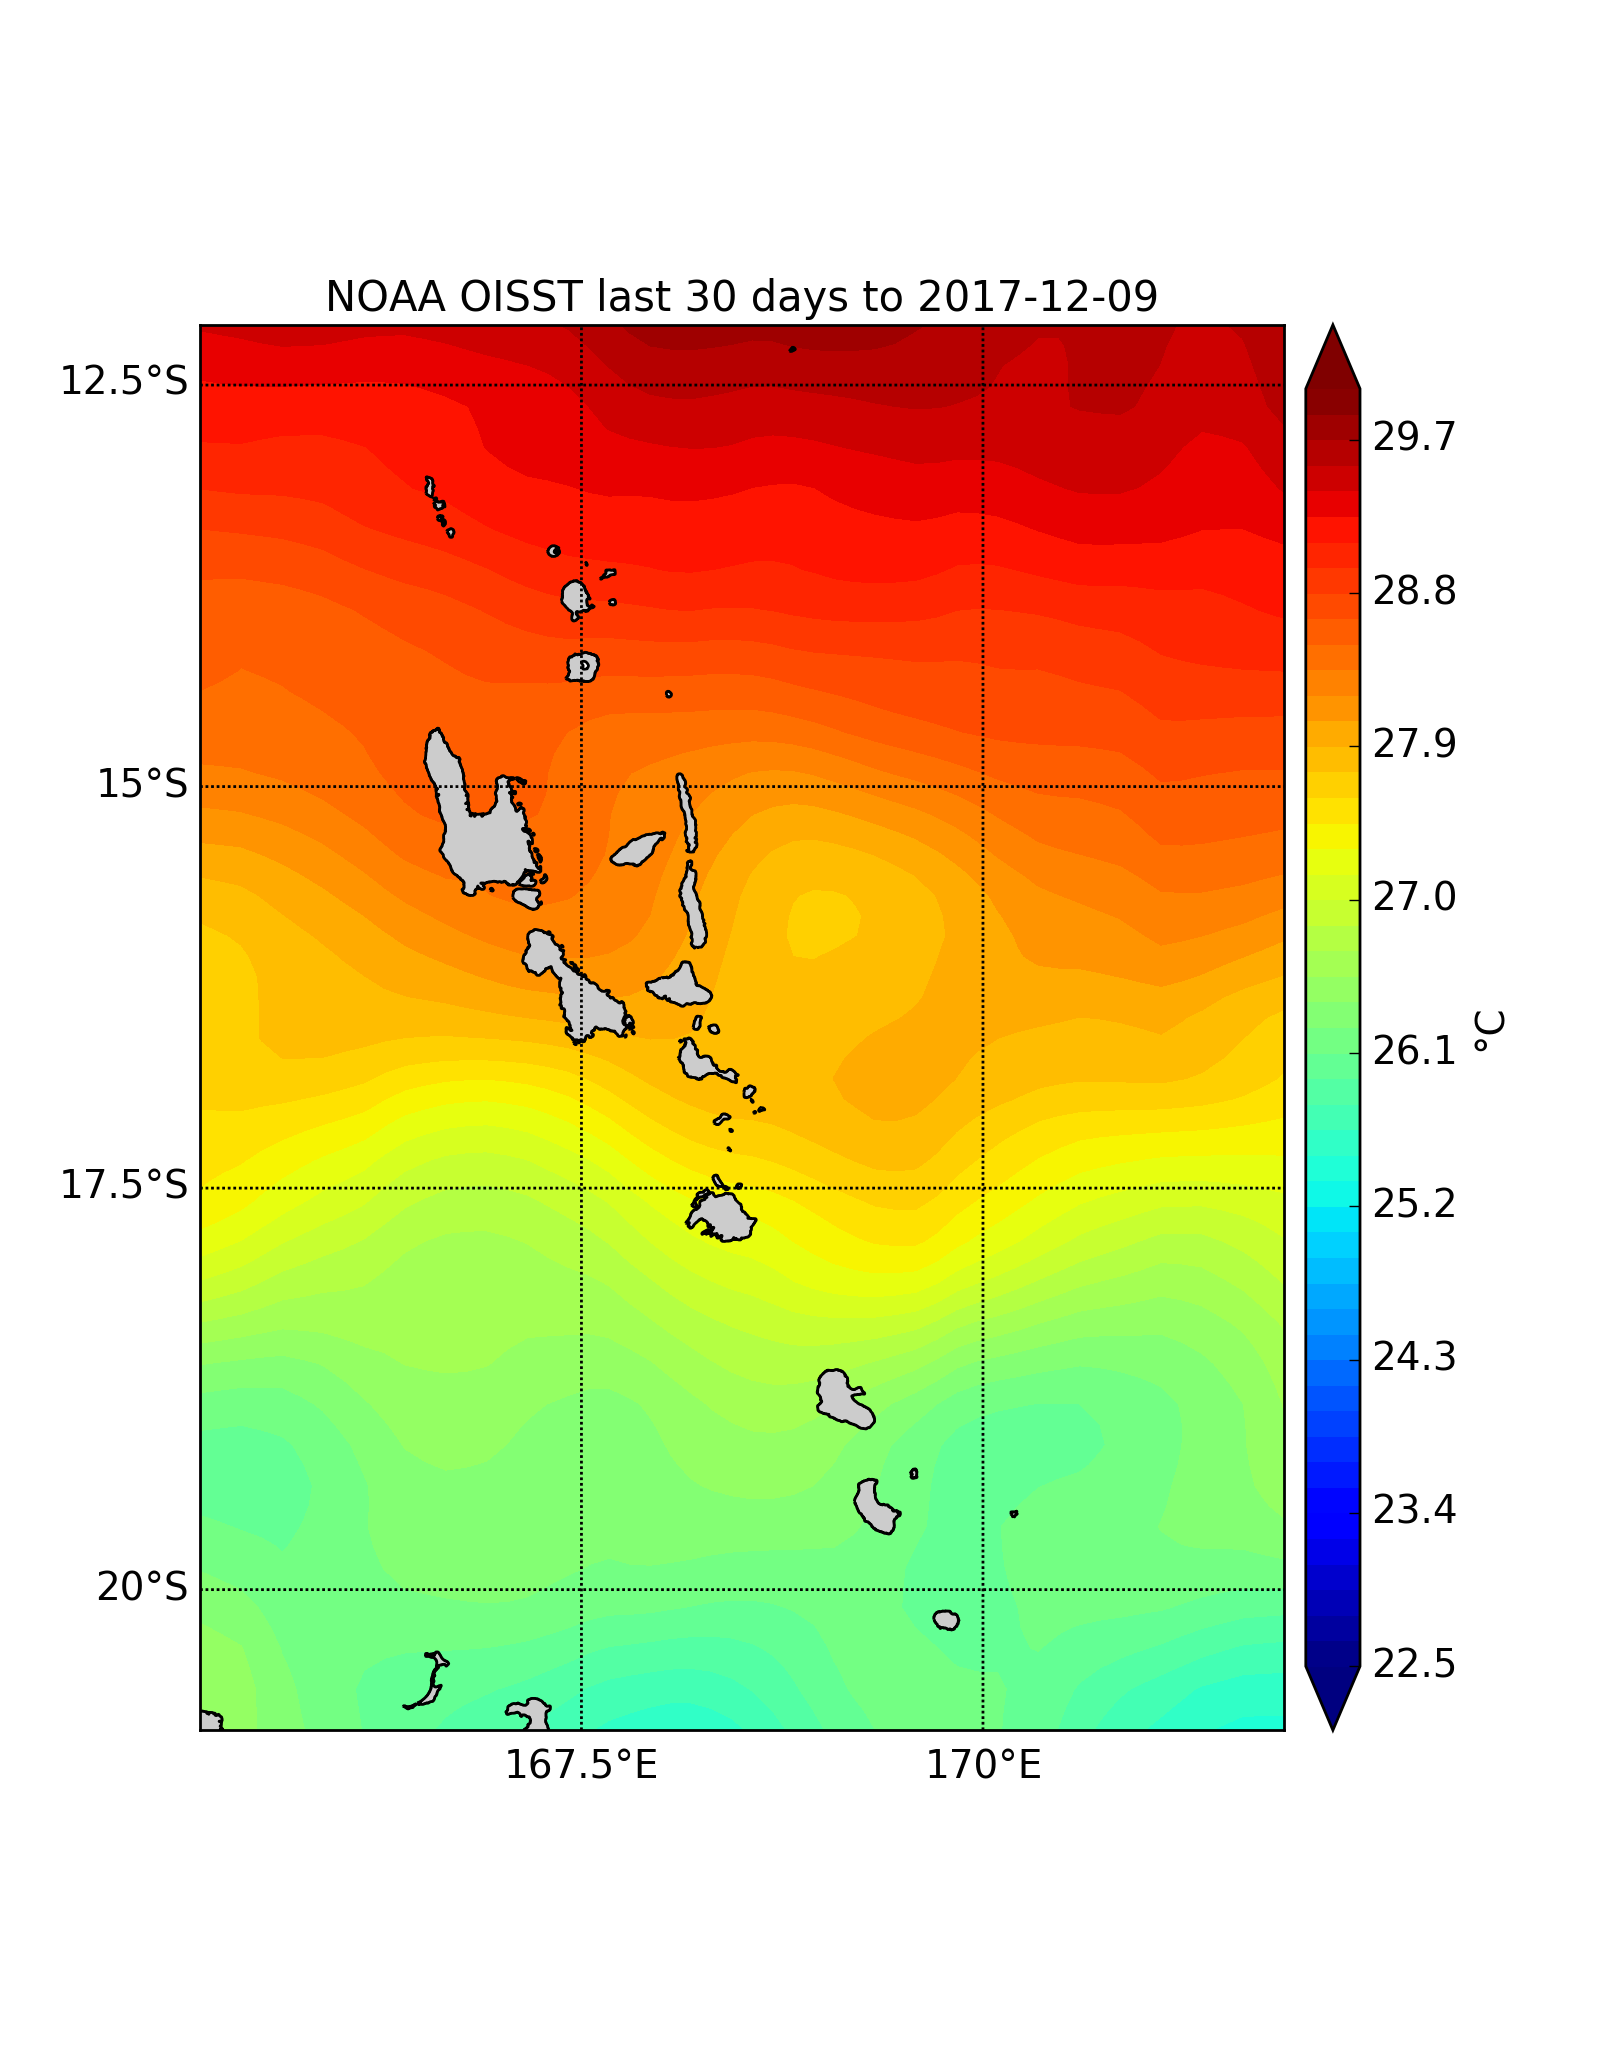 NOAA OISST last 30 days to 2017-12-09
12.5°S
15°S
17.5°S
20°S
167.5°E
170°E
29.7
28.8
27.9
27.0
26.1
25.2
24.3
23.4
22.5
°C